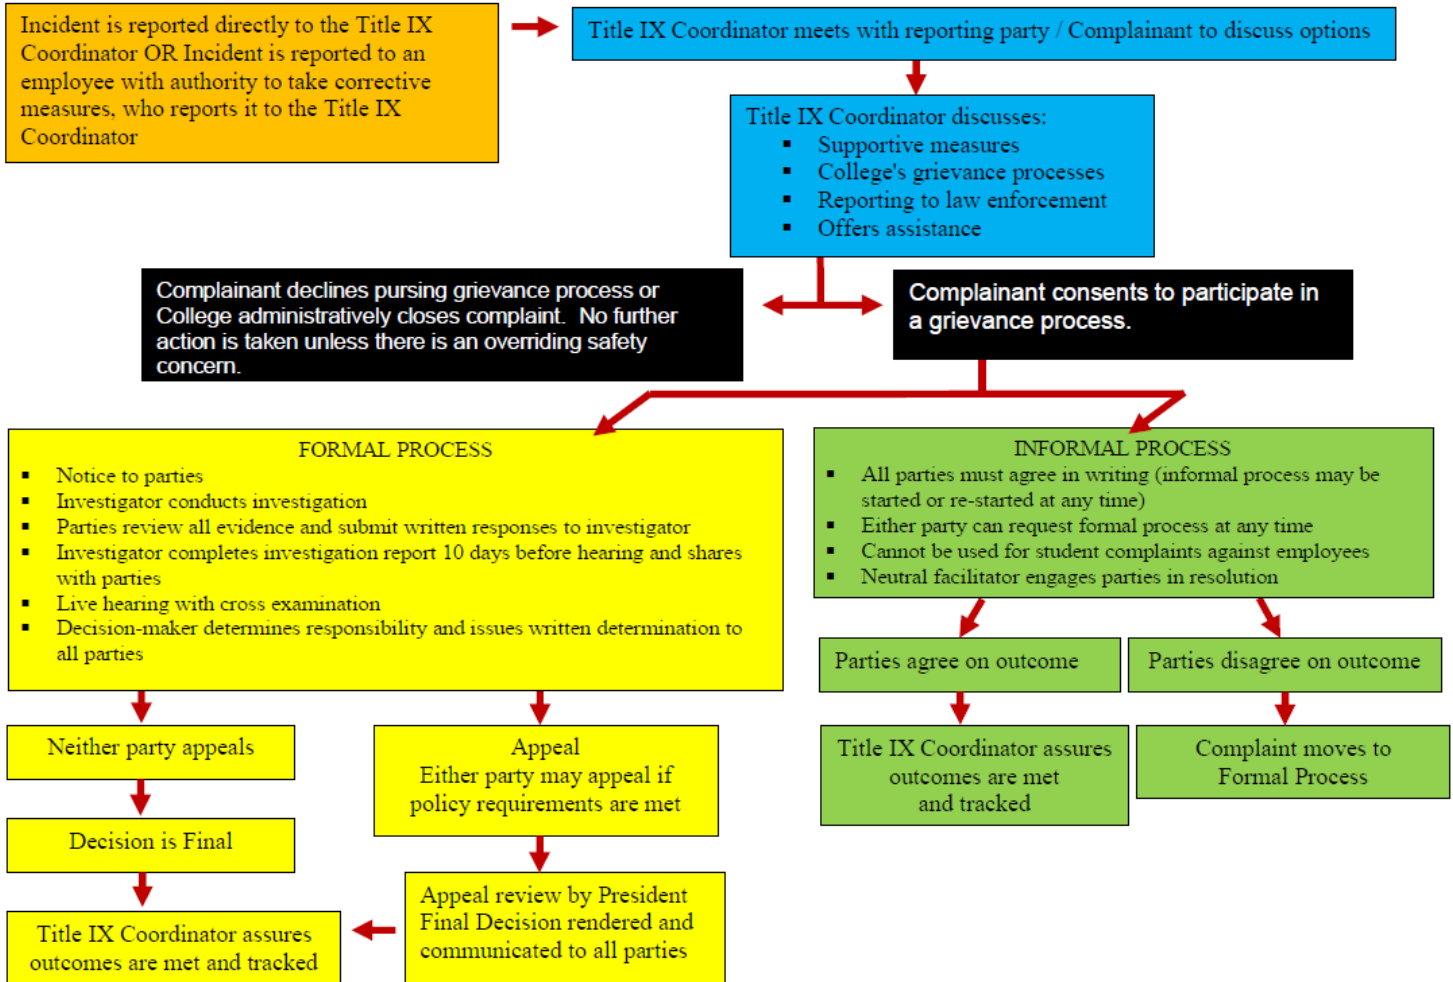 Incident is reported directly to the Title IX
Coordinator OR Incident is reported to an
employee with authority to take corrective
measures, who reports it to the Title IX
Coordinator
Title IX Coordinator meets with reporting party / Complainant to discuss options
Title IX Coordinator discusses:
▪ Supportive measures
▪ College's grievance processes
▪ Reporting to law enforcement
▪ Offers assistance
Complainant declines pursing grievance process or
College administratively closes complaint. No further
action is taken unless there is an overriding safety
concern.
Complainant consents to participate in
a grievance process.
FORMAL PROCESS
▪ Notice to parties
▪ Investigator conducts investigation
▪ Parties review all evidence and submit written responses to investigator
▪ Investigator completes investigation report 10 days before hearing and shares
with parties
▪ Live hearing with cross examination
▪ Decision-maker determines responsibility and issues written determination to
all parties
INFORMAL PROCESS
▪ All parties must agree in writing (informal process may be
started or re-started at any time)
▪ Either party can request formal process at any time
▪ Cannot be used for student complaints against employees
▪ Neutral facilitator engages parties in resolution
Parties agree on outcome
Parties disagree on outcome
Title IX Coordinator assures
outcomes are met
and tracked
Complaint moves to
Formal Process
Neither party appeals
Decision is Final
Appeal
Either party may appeal if
policy requirements are met
Appeal review by President
Final Decision rendered and
communicated to all parties
Title IX Coordinator assures
outcomes are met and tracked